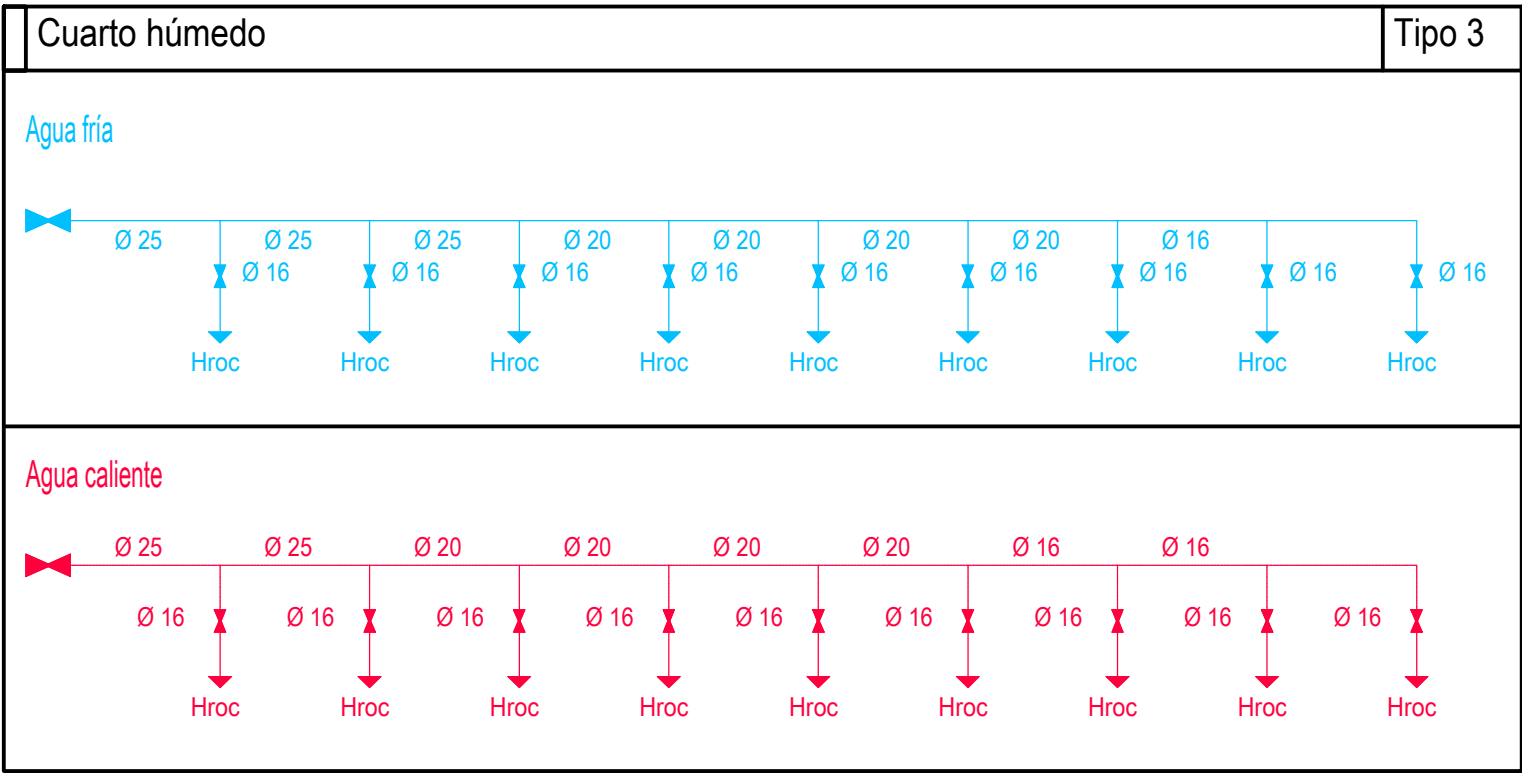 Cuarto húmedo Tipo 3
Agua fría
Ø 25 Ø 25 Ø 25 Ø 20 Ø 20 Ø 20 Ø 20 Ø 16
Ø 16 Ø 16 Ø 16 Ø 16 Ø 16 Ø 16 Ø 16 Ø 16 Ø 16
Hroc Hroc Hroc Hroc Hroc Hroc Hroc Hroc Hroc
Agua caliente
Ø 25 Ø 25 Ø 20 Ø 20 Ø 20 Ø 20 Ø 16 Ø 16
Ø 16 Ø 16 Ø 16 Ø 16 Ø 16 Ø 16 Ø 16 Ø 16 Ø 16
Hroc Hroc Hroc Hroc Hroc Hroc Hroc Hroc Hroc